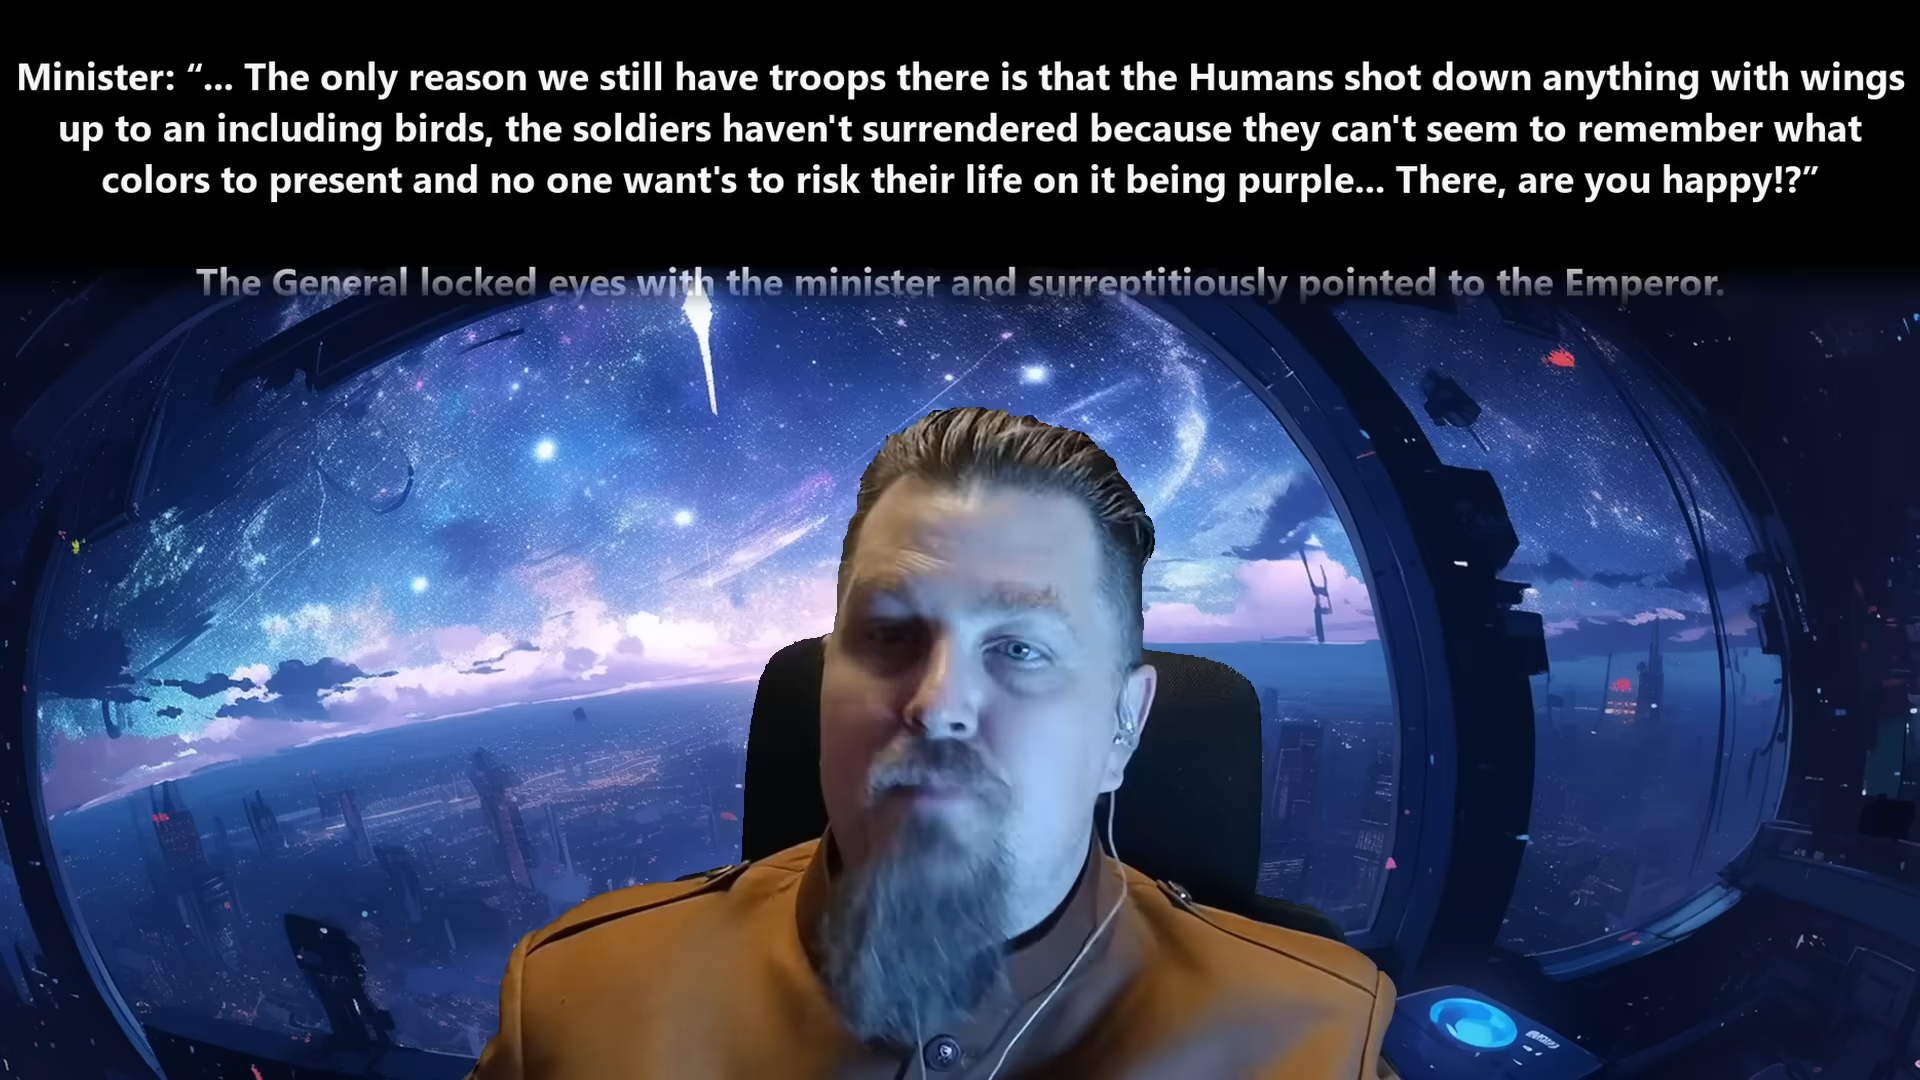 Minister: “... The only reason we still have troops there is that the Humans shot down anything with wings
up to an including birds, the soldiers haven't surrendered because they can't seem to remember what
colors to present and no one want's to risk their life on it being purple... There, are you happy!?”
The General locked eyes with the minister and surreptitiously pointed to the Emperor.